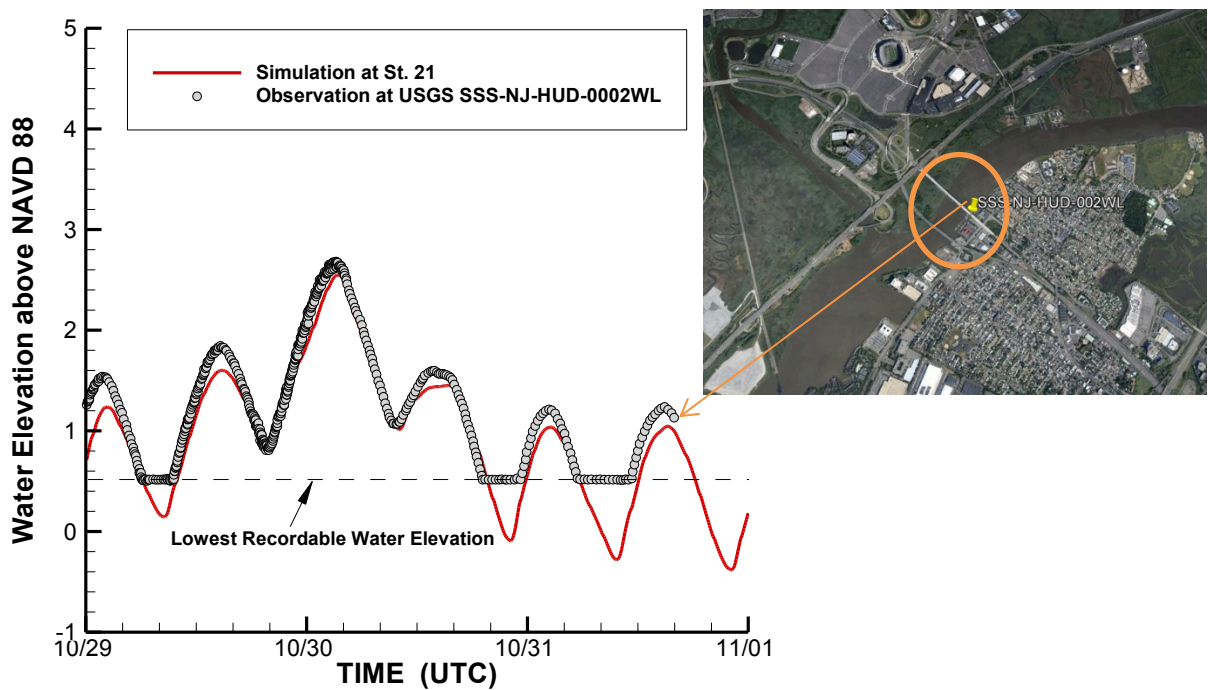 5
4
3
2
1
0
-1
Water Elevation above NAVD 88
Simulation at St. 21
Observation at USGS SSS-NJ-HUD-0002WL
Lowest Recordable Water Elevation
10/29
10/30
10/31
11/01
TIME (UTC)
SSS-NJ-HUD-002WL